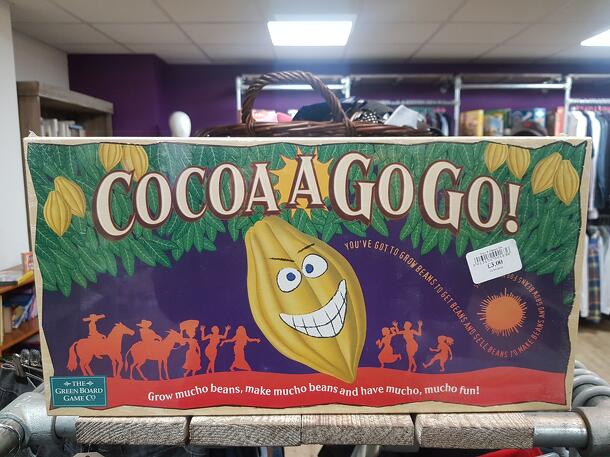 COCOA A GO GO!
YOU'VE GOT TO GROW BEANS TO GET BEANS AND SELL BEANS TO MAKE BEANS
£3.00
THE
GREEN BOARD
GAME CO
Grow mucho beans, make mucho beans and have mucho, mucho fun!